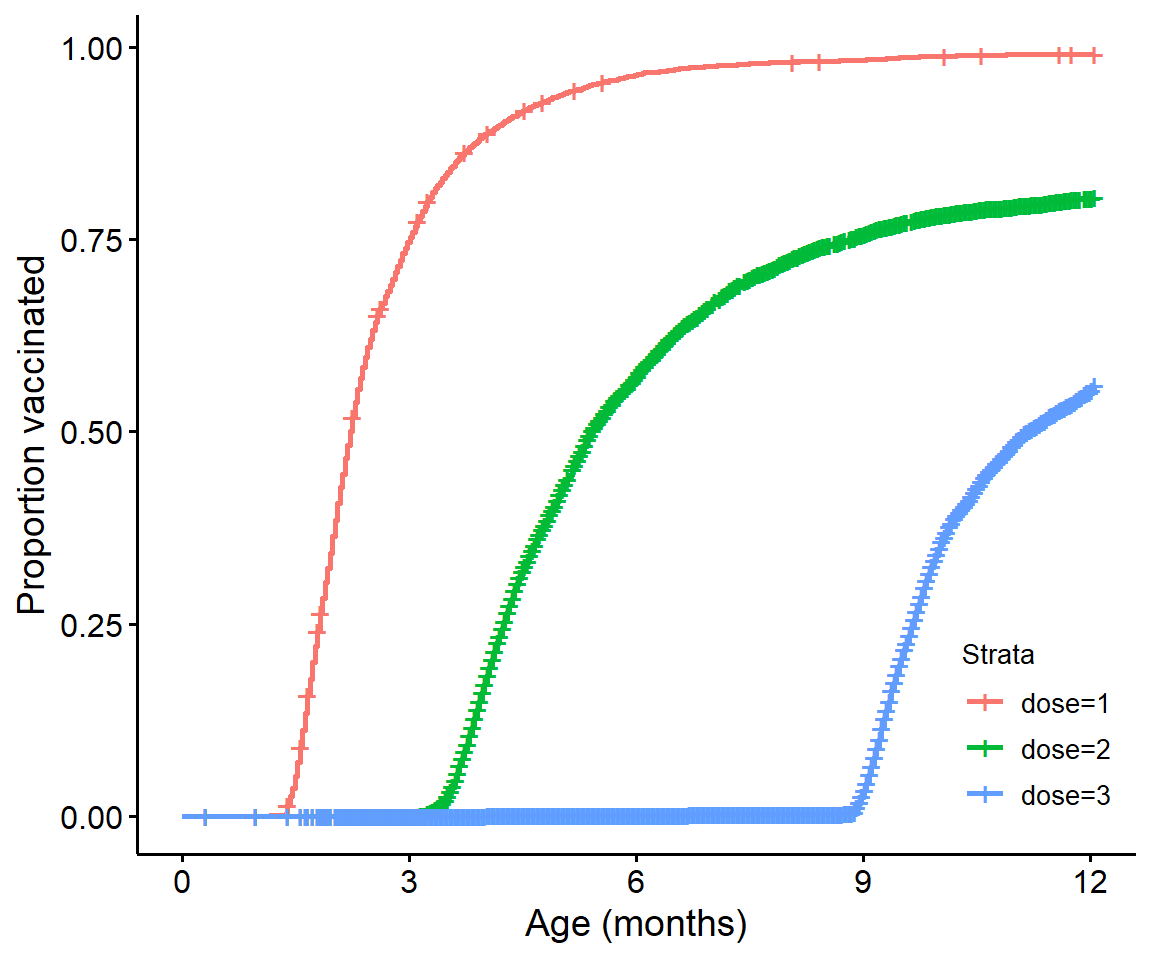 Proportion vaccinated
1.00
0.75
0.50
0.25
0.00
Strata
dose=1
dose=2
dose=3
0 3 6 9 12
Age (months)